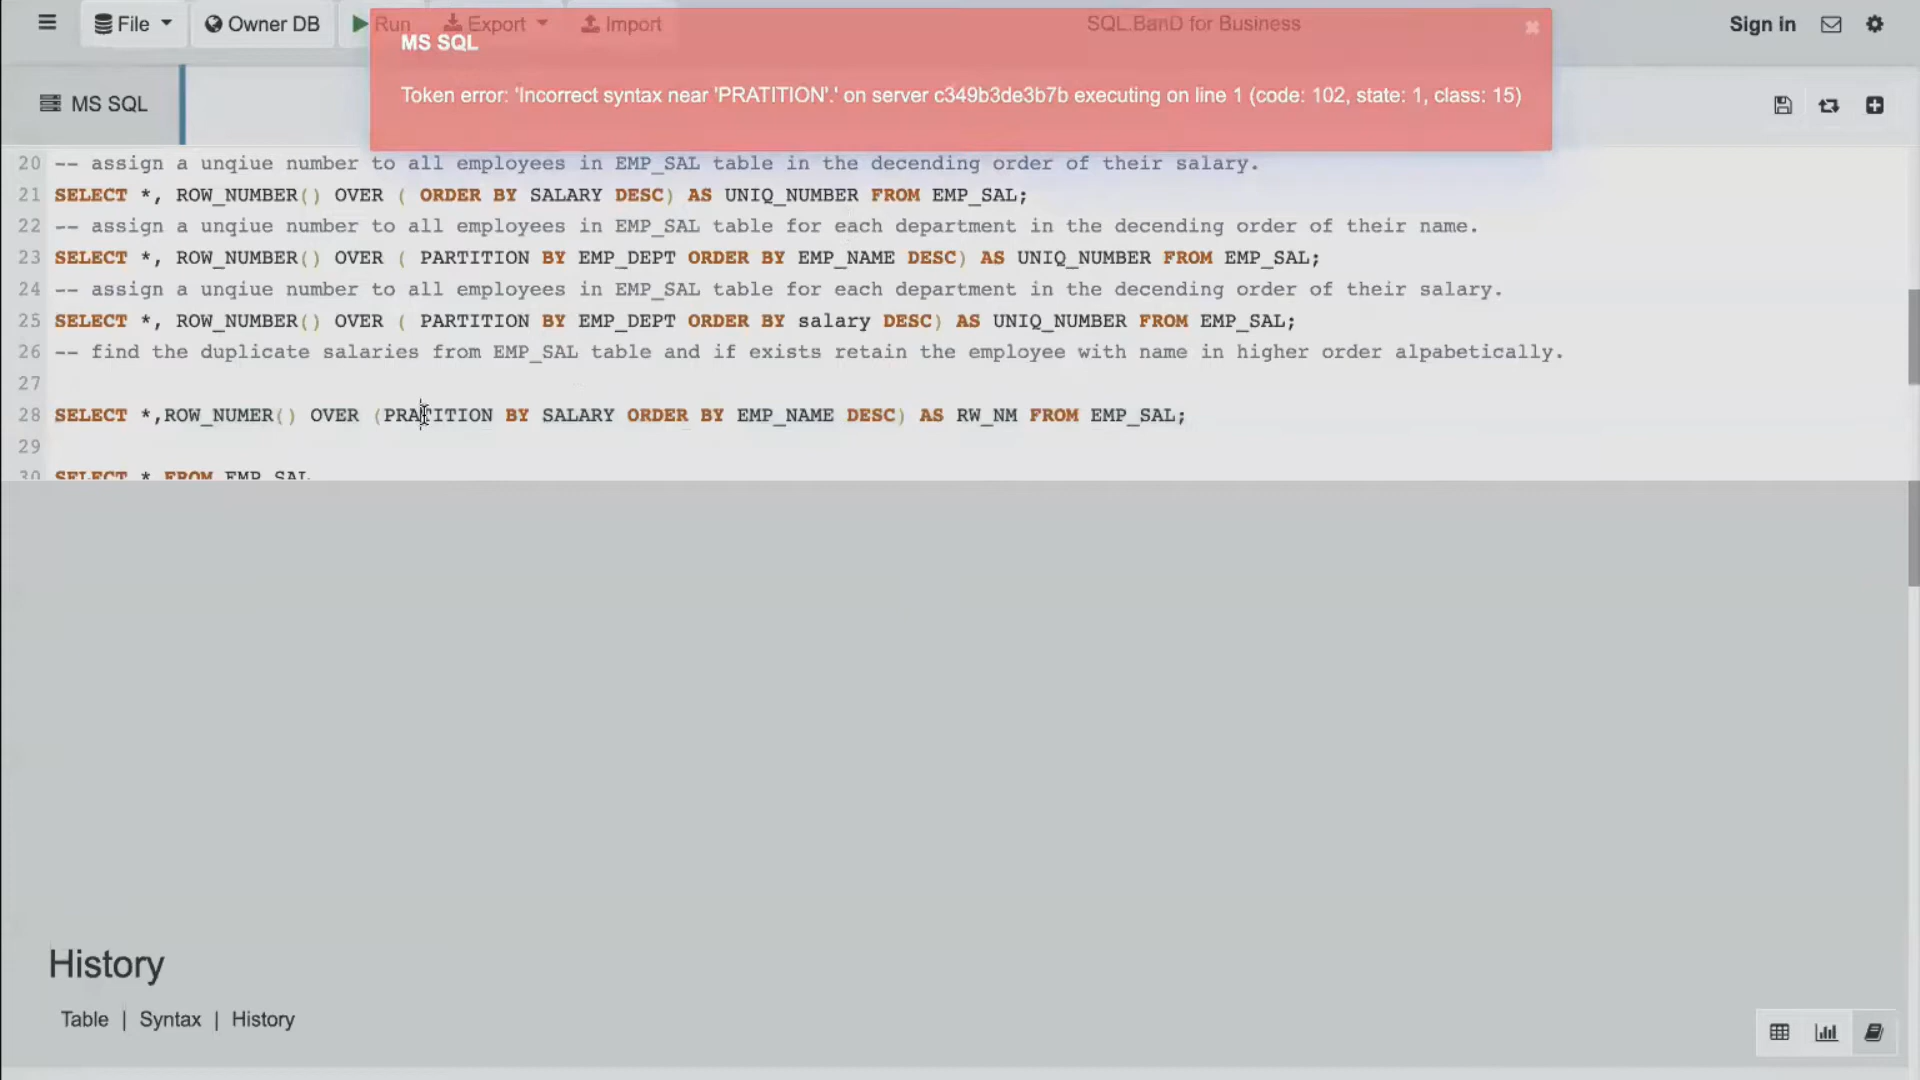 File
Owner DB
Run
Export
Import
SQL.BanD for Business
Sign in
MS SQL
Token error: 'Incorrect syntax near 'PRATITION'.' on server c349b3de3b7b executing on line 1 (code: 102, state: 1, class: 15)
MS SQL
20 -- assign a unqiue number to all employees in EMP_SAL table in the decending order of their salary.
21 SELECT *, ROW_NUMBER() OVER ( ORDER BY SALARY DESC) AS UNIQ_NUMBER FROM EMP_SAL;
22 -- assign a unqiue number to all employees in EMP_SAL table for each department in the decending order of their name.
23 SELECT *, ROW_NUMBER() OVER ( PARTITION BY EMP_DEPT ORDER BY EMP_NAME DESC) AS UNIQ_NUMBER FROM EMP_SAL;
24 -- assign a unqiue number to all employees in EMP_SAL table for each department in the decending order of their salary.
25 SELECT *, ROW_NUMBER() OVER ( PARTITION BY EMP_DEPT ORDER BY salary DESC) AS UNIQ_NUMBER FROM EMP_SAL;
26 -- find the duplicate salaries from EMP_SAL table and if exists retain the employee with name in higher order alpabetically.
27
28 SELECT *,ROW_NUMER() OVER (PRATITION BY SALARY ORDER BY EMP_NAME DESC) AS RW_NM FROM EMP_SAL;
29
30 SELECT * FROM EMP_SAL
History
Table | Syntax | History